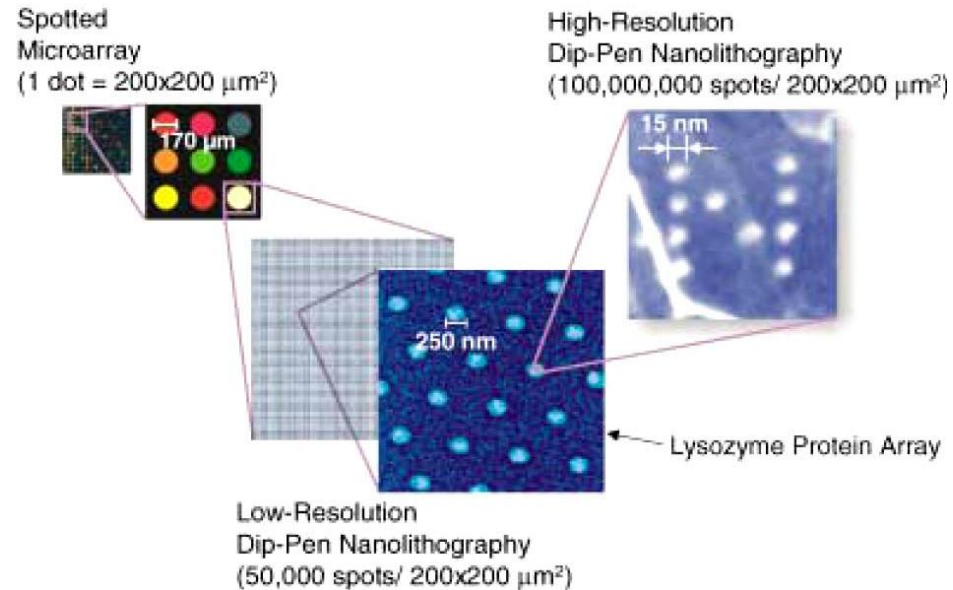 Spotted
Microarray
(1 dot = 200x200 μm²)
170 μm
High-Resolution
Dip-Pen Nanolithography
(100,000,000 spots/ 200x200 μm²)
15 nm
250 nm
Lysozyme Protein Array
Low-Resolution
Dip-Pen Nanolithography
(50,000 spots/ 200x200 μm²)